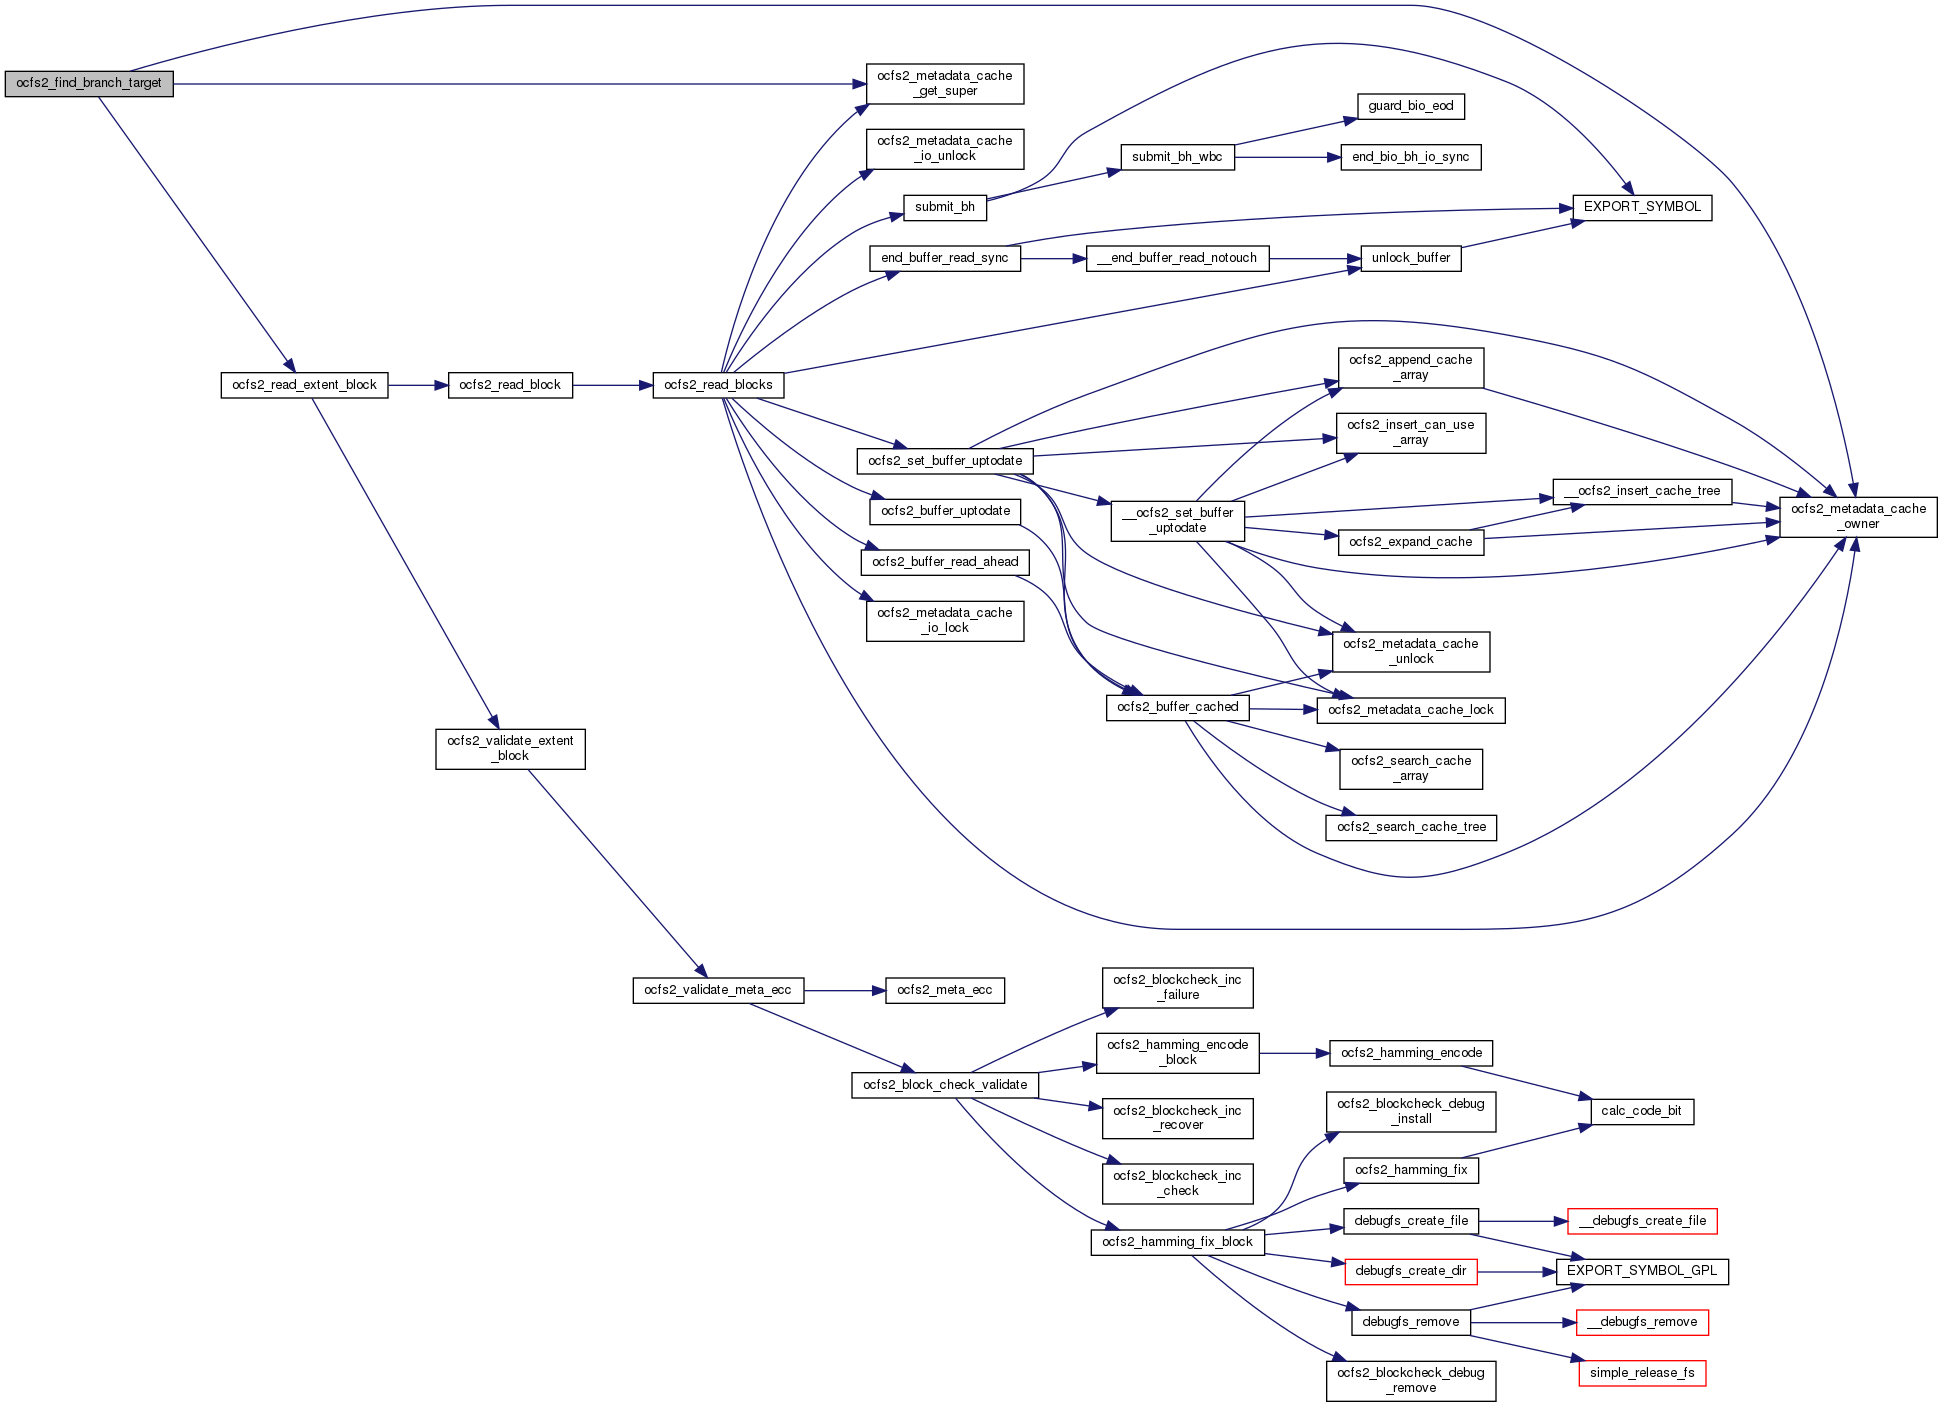 ocfs2_find_branch_target
ocfs2_metadata_cache
_get_super
ocfs2_metadata_cache
_io_unlock
submit_bh
guard_bio_eod
submit_bh_wbc
end_bio_bh_io_sync
EXPORT_SYMBOL
end_buffer_read_sync
__end_buffer_read_notouch
unlock_buffer
ocfs2_read_extent_block
ocfs2_read_block
ocfs2_read_blocks
ocfs2_append_cache
_array
ocfs2_insert_can_use
_array
ocfs2_set_buffer_uptodate
__ocfs2_insert_cache_tree
ocfs2_buffer_uptodate
__ocfs2_set_buffer
_uptodate
ocfs2_metadata_cache
_owner
ocfs2_expand_cache
ocfs2_buffer_read_ahead
ocfs2_metadata_cache
_io_lock
ocfs2_metadata_cache
_unlock
ocfs2_buffer_cached
ocfs2_metadata_cache_lock
ocfs2_validate_extent
_block
ocfs2_search_cache
_array
ocfs2_search_cache_tree
ocfs2_validate_meta_ecc
ocfs2_meta_ecc
ocfs2_blockcheck_inc
_failure
ocfs2_hamming_encode
_block
ocfs2_hamming_encode
ocfs2_block_check_validate
ocfs2_blockcheck_inc
_recover
ocfs2_blockcheck_debug
_install
calc_code_bit
ocfs2_blockcheck_inc
_check
ocfs2_hamming_fix
ocfs2_hamming_fix_block
debugfs_create_file
__debugfs_create_file
debugfs_create_dir
EXPORT_SYMBOL_GPL
debugfs_remove
__debugfs_remove
simple_release_fs
ocfs2_blockcheck_debug
_remove